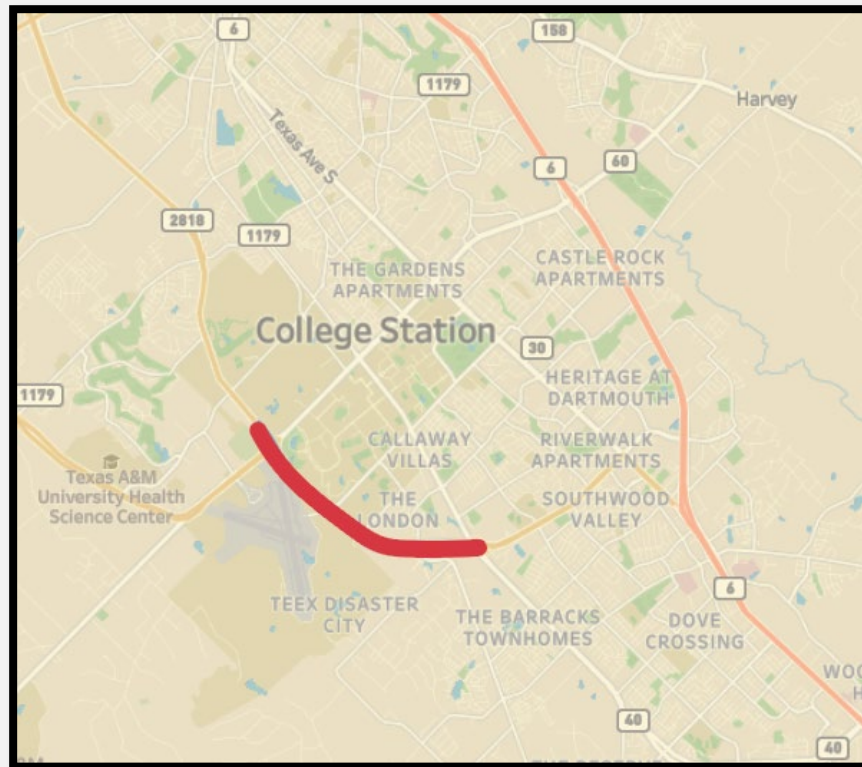 6
158
1179
Harvey
Texas Ave S
6
60
2818
1179
THE GARDENS
APARTMENTS
CASTLE ROCK
APARTMENTS
College Station
30
HERITAGE AT
DARTMOUTH
1179
CALLAWAY
VILLAS
RIVERWALK
APARTMENTS
Texas A&M
University Health
Science Center
THE
LONDON
SOUTHWOOD
VALLEY
TEEX DISASTER
CITY
THE BARRACKS
TOWNHOMES
6
DOVE
CROSSING
40
40